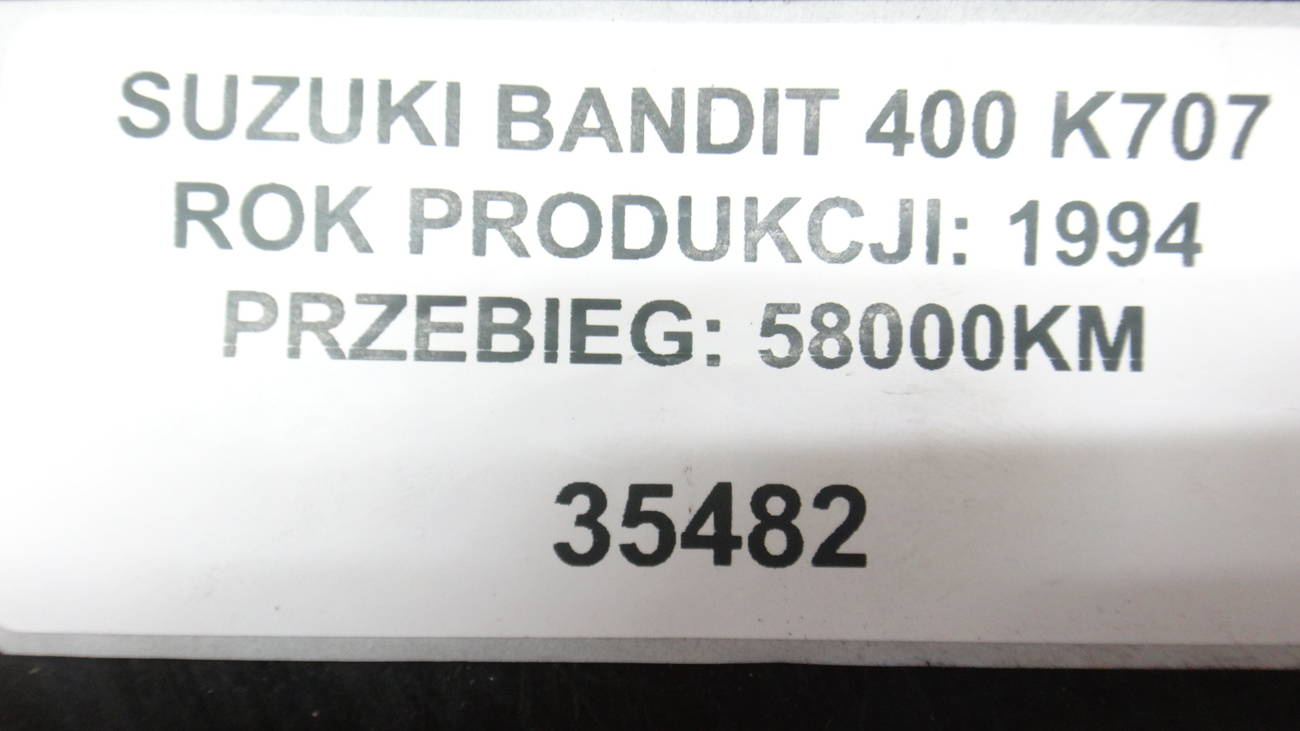 SUZUKI BANDIT 400 K707
ROK PRODUKCJI: 1994
PRZEBIEG: 58000KM
35482